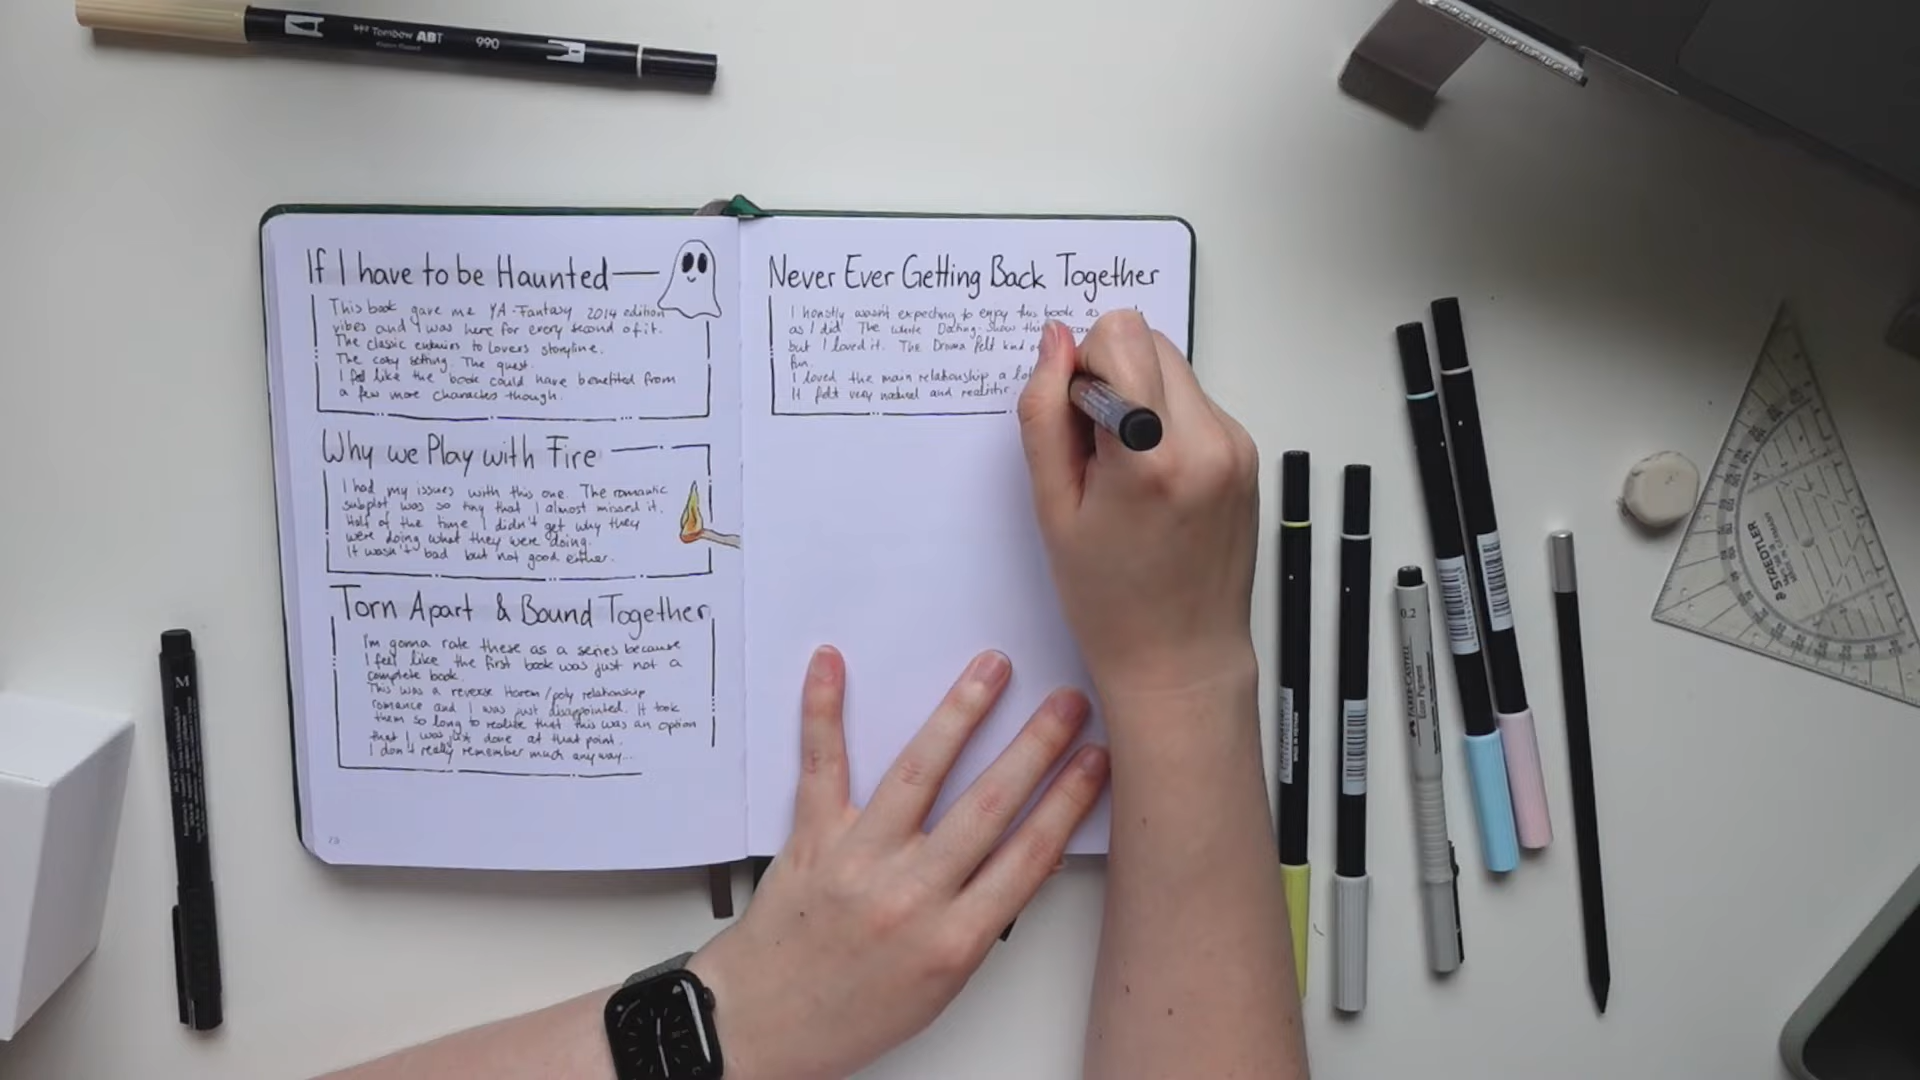 Tombow ABT 990
If I have to be Haunted
This book gave me YA-Fantasy 2014 edition
vibes and I was here for every second of it.
The classic enemies to Lovers storyline.
The cozy setting. The quest.
I feel like the book could have benefited from
a few more characters though.
Why we Play with Fire
I had my issues with this one. The romantic
subplot was so tiny that I almost missed it.
Half of the time I didn't get why they
were doing what they were doing.
It wasn't bad but not good either.
Torn Apart & Bound Together
I'm gonna rate these as a series because
I feel like the first book was just not a
complete book.
This was a reverse Harem/poly relationship
romance and I was just disappointed. It took
them so long to realize that this was an option
that I was just done at that point.
I don't really remember much anyway...
Never Ever Getting Back Together
I honestly wasn't expecting to enjoy this book as
as I did. The whole Dating-Show
but I loved it. The Drama felt kind
fun.
I loved the main relationship a lot
It felt very natural and realistic.
M
0.2
FABER-CASTELL
STAEDTLER